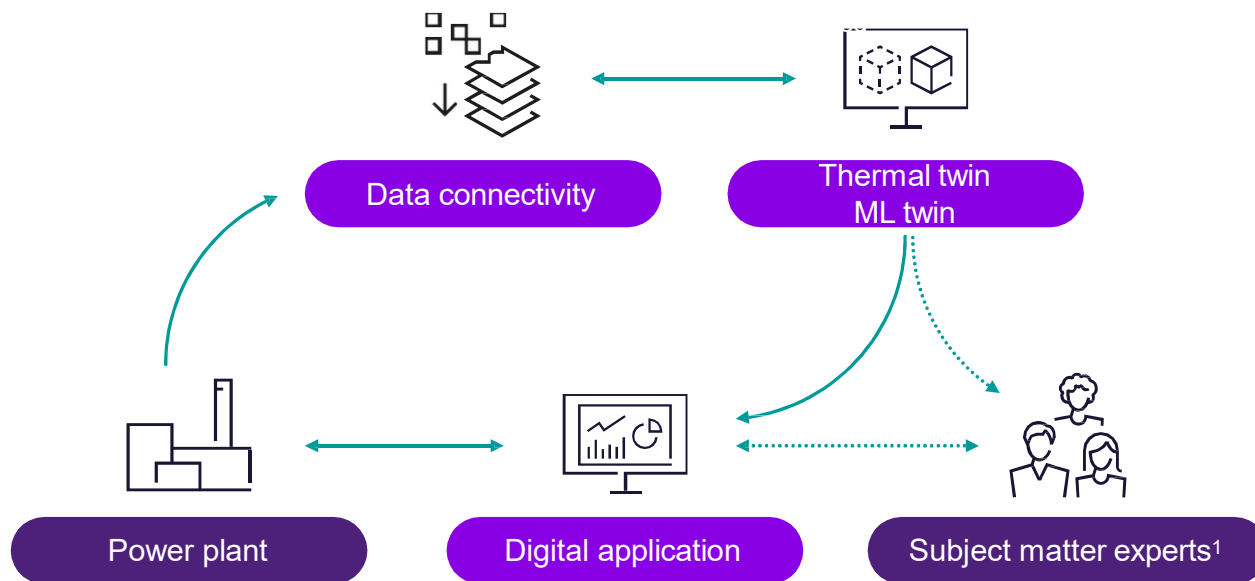 Data connectivity
Thermal twin
ML twin
Power plant
Digital application
Subject matter experts¹